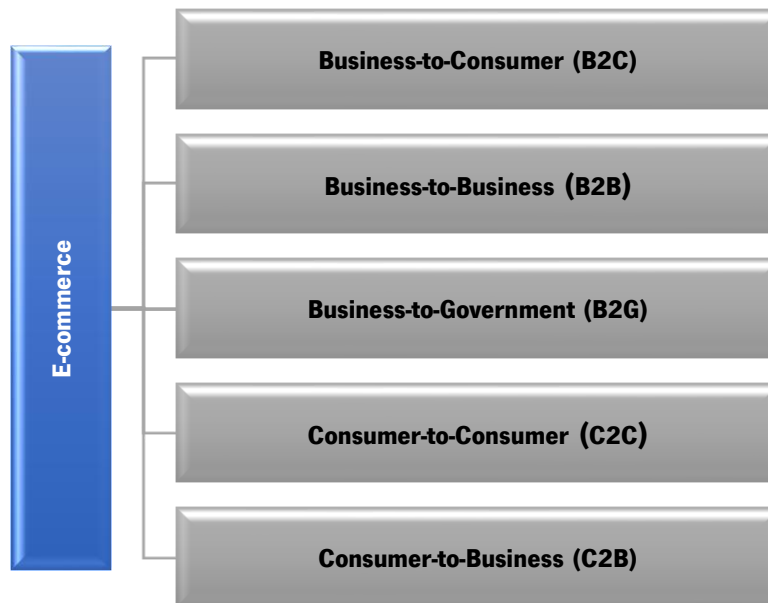 E-commerce
Business-to-Consumer (B2C)
Business-to-Business (B2B)
Business-to-Government (B2G)
Consumer-to-Consumer (C2C)
Consumer-to-Business (C2B)